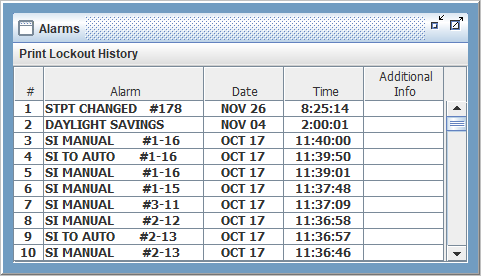 Alarms
Print Lockout History
# Alarm Date Time Additional Info
1 STPT CHANGED #178 NOV 26 8:25:14
2 DAYLIGHT SAVINGS NOV 04 2:00:01
3 SI MANUAL #1-16 OCT 17 11:40:00
4 SI TO AUTO #1-16 OCT 17 11:39:50
5 SI MANUAL #1-16 OCT 17 11:39:01
6 SI MANUAL #1-15 OCT 17 11:37:48
7 SI MANUAL #3-11 OCT 17 11:37:09
8 SI MANUAL #2-12 OCT 17 11:36:58
9 SI TO AUTO #2-13 OCT 17 11:36:57
10 SI MANUAL #2-13 OCT 17 11:36:46